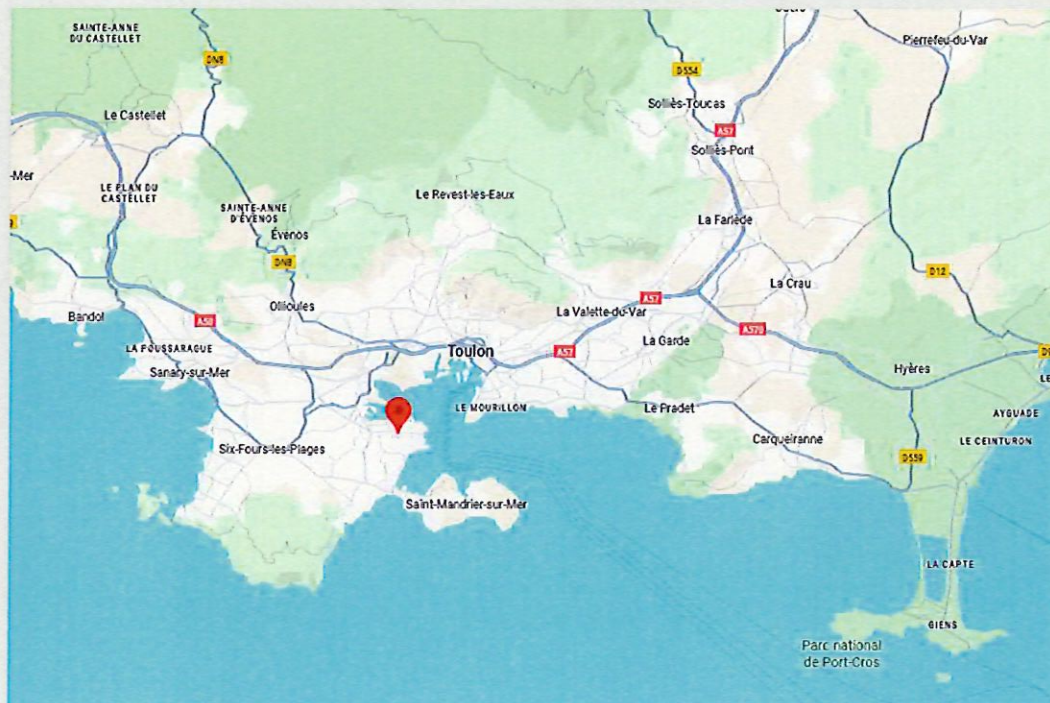 SAINTE-ANNE
DU CASTELLET
DN8
Pierrefeu-du-Var
D554
Solliès-Toucas
Le Castellet
A57
Solliès-Pont
-Mer
LE PLAN DU
CASTELLET
Le Revest-les-Eaux
SAINTE-ANNE
D'ÉVENOS
La Farlède
Évenos
DN8
D12
La Crau
A57
Ollioules
La Valette-du-Var
Bandol
A50
A570
La Garde
LA POUSSARAGUE
Toulon
A57
Sanary-sur-Mer
Hyères
LE MOURILLON
Le Pradet
AYGUADE
Carqueiranne
LE CEINTURON
Six-Fours-les-Plages
D559
Saint-Mandrier-sur-Mer
LA CAPTE
GIENS
Parc national
de Port-Cros